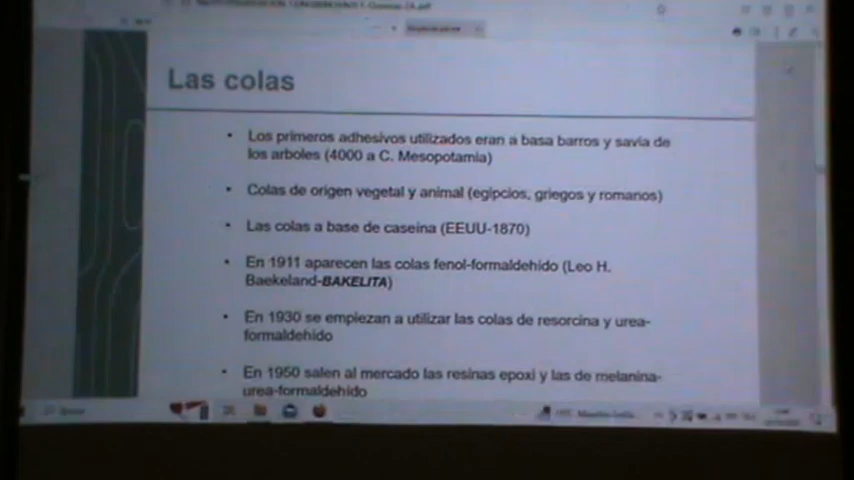 Las colas
• Los primeros adhesivos utilizados eran a basa barros y savia de
los arboles (4000 a C. Mesopotamia)
• Colas de origen vegetal y animal (egipcios, griegos y romanos)
• Las colas a base de caseina (EEUU-1870)
• En 1911 aparecen las colas fenol-formaldehido (Leo H.
Baekeland-BAKELITA)
• En 1930 se empiezan a utilizar las colas de resorcina y urea-
formaldehido
• En 1950 salen al mercado las resinas epoxi y las de melanina-
urea-formaldehido